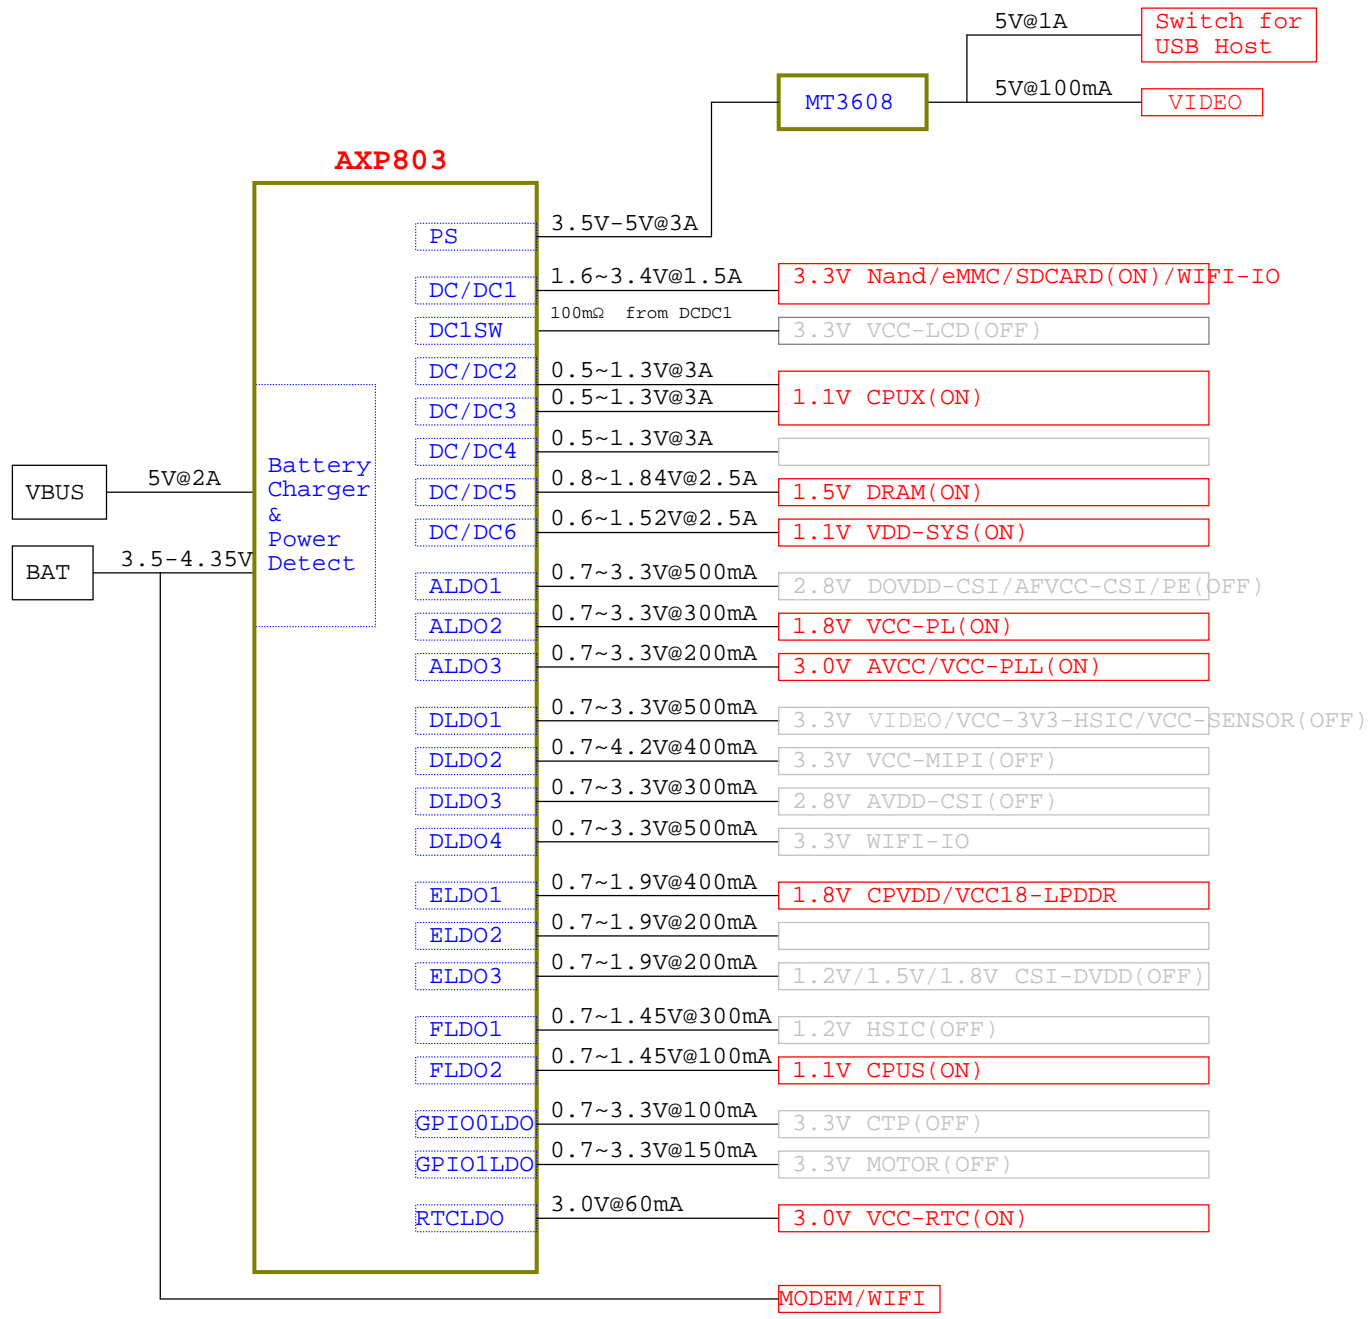 5V@1A
Switch for
USB Host
5V@100mA
MT3608
VIDEO
AXP803
3.5V-5V@3A
PS
1.6~3.4V@1.5A
DC/DC1
3.3V Nand/eMMC/SDCARD(ON)/WIFI-IO
100mΩ from DCDC1
DC1SW
3.3V VCC-LCD(OFF)
DC/DC2
0.5~1.3V@3A
DC/DC3
0.5~1.3V@3A
1.1V CPUX(ON)
DC/DC4
0.5~1.3V@3A
Battery
Charger
&
Power
Detect
VBUS
5V@2A
DC/DC5
0.8~1.84V@2.5A
1.5V DRAM(ON)
DC/DC6
0.6~1.52V@2.5A
1.1V VDD-SYS(ON)
BAT
3.5-4.35V
ALDO1
0.7~3.3V@500mA
2.8V DOVDD-CSI/AFVCC-CSI/PE(OFF)
ALDO2
0.7~3.3V@300mA
1.8V VCC-PL(ON)
ALDO3
0.7~3.3V@200mA
3.0V AVCC/VCC-PLL(ON)
DLDO1
0.7~3.3V@500mA
3.3V VIDEO/VCC-3V3-HSIC/VCC-SENSOR(OFF)
DLDO2
0.7~4.2V@400mA
3.3V VCC-MIPI(OFF)
DLDO3
0.7~3.3V@300mA
2.8V AVDD-CSI(OFF)
DLDO4
0.7~3.3V@500mA
3.3V WIFI-IO
ELDO1
0.7~1.9V@400mA
1.8V CPVDD/VCC18-LPDDR
ELDO2
0.7~1.9V@200mA
ELDO3
0.7~1.9V@200mA
1.2V/1.5V/1.8V CSI-DVDD(OFF)
FLDO1
0.7~1.45V@300mA
1.2V HSIC(OFF)
FLDO2
0.7~1.45V@100mA
1.1V CPUS(ON)
GPIO0LDO
0.7~3.3V@100mA
3.3V CTP(OFF)
GPIO1LDO
0.7~3.3V@150mA
3.3V MOTOR(OFF)
RTCLDO
3.0V@60mA
3.0V VCC-RTC(ON)
MODEM/WIFI